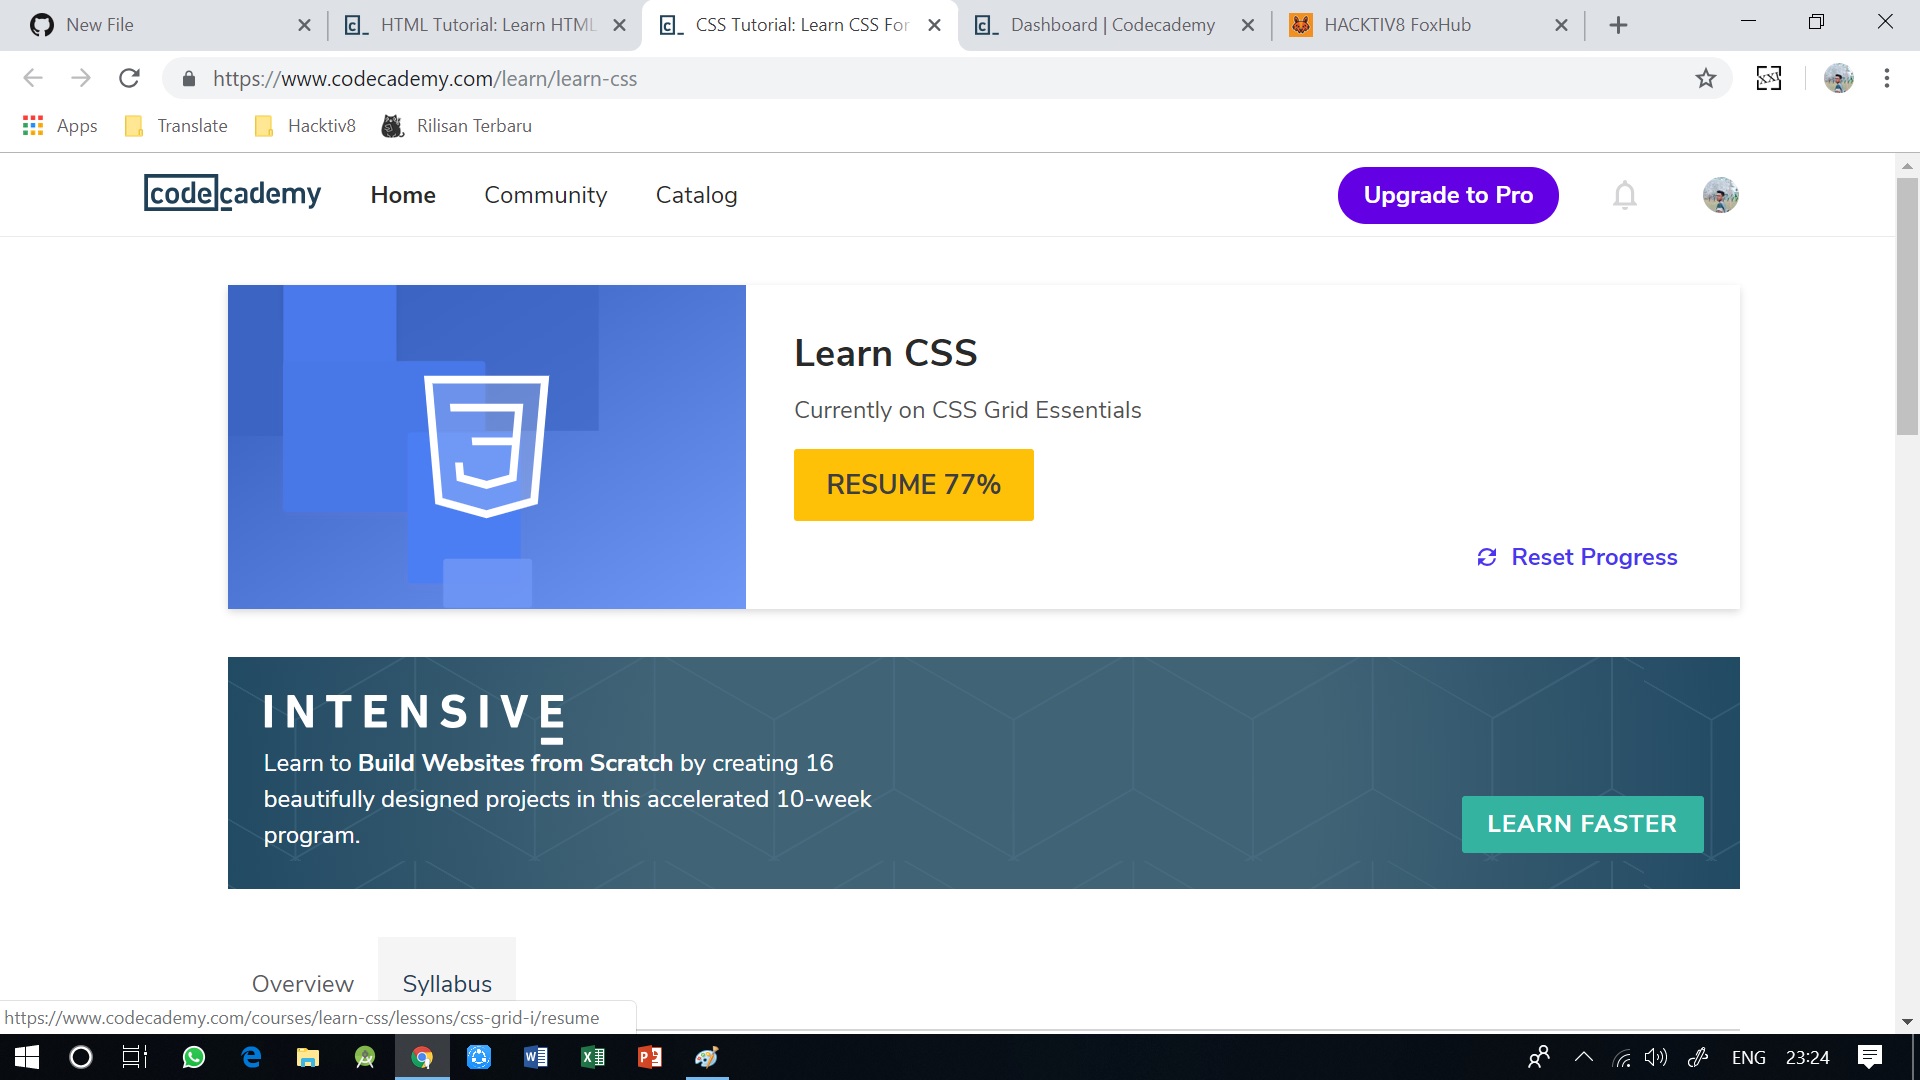 New File
HTML Tutorial: Learn HTML
CSS Tutorial: Learn CSS For
Dashboard | Codecademy
HACKTIV8 FoxHub
https://www.codecademy.com/learn/learn-css
Apps
Translate
Hacktiv8
Rilisan Terbaru
codecademy
Home
Community
Catalog
Upgrade to Pro
Learn CSS
Currently on CSS Grid Essentials
RESUME 77%
Reset Progress
INTENSIVE
Learn to Build Websites from Scratch by creating 16
beautifully designed projects in this accelerated 10-week
program.
LEARN FASTER
Overview
Syllabus
https://www.codecademy.com/courses/learn-css/lessons/css-grid-i/resume
ENG
23:24